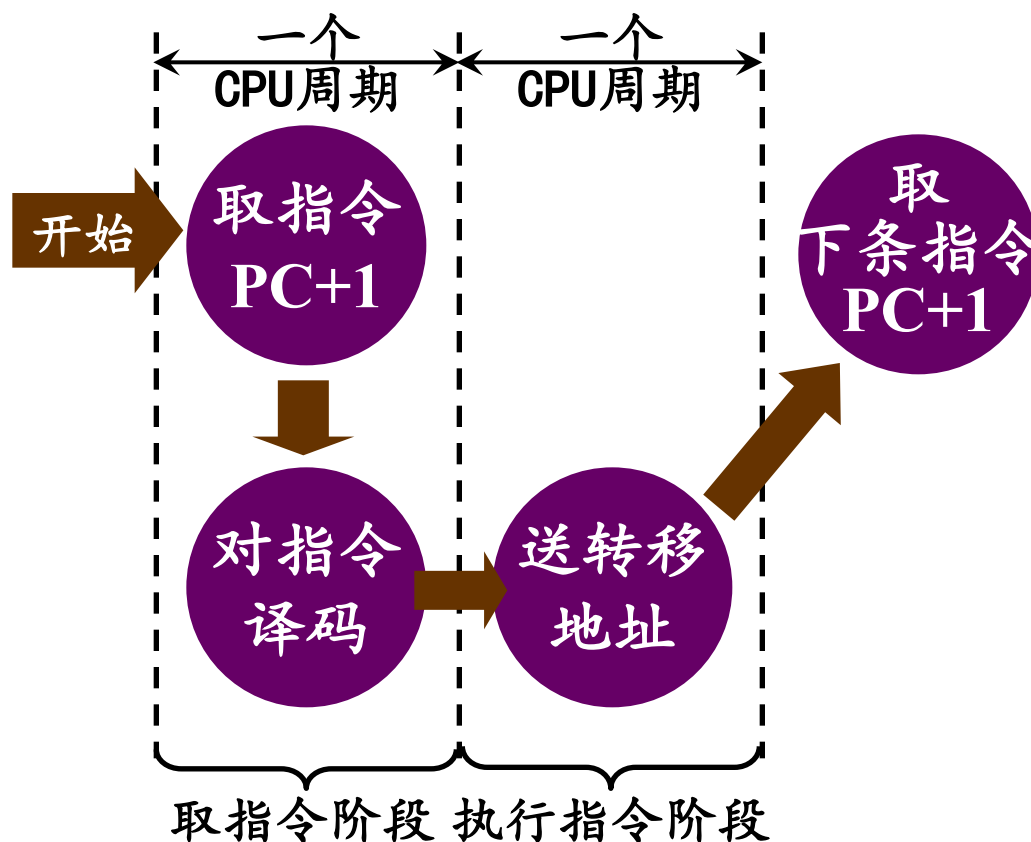 一个
CPU周期
一个
CPU周期
开始
取指令
PC+1
对指令
译码
送转移
地址
取
下条指令
PC+1
取指令阶段
执行指令阶段